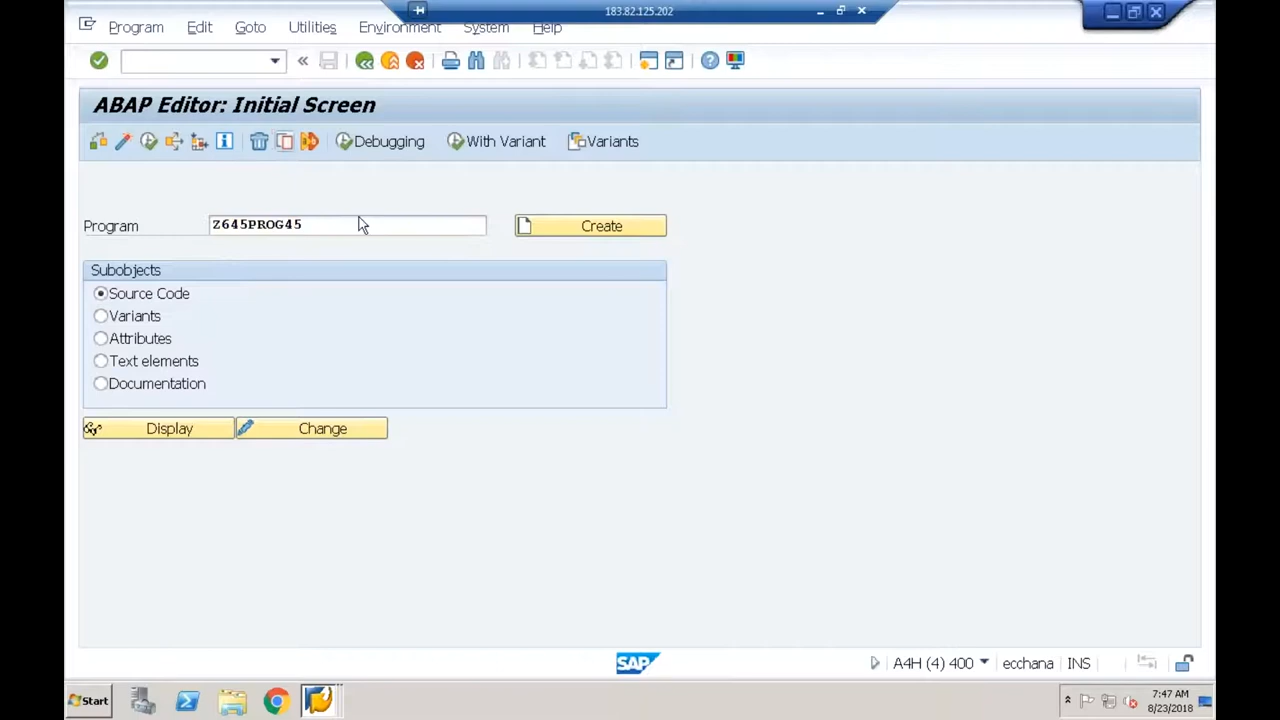 183.82.125.202
Program Edit Goto Utilities Environment System Help
ABAP Editor: Initial Screen
Debugging With Variant Variants
Program Z645PROG45 Create
Subobjects
Source Code
Variants
Attributes
Text elements
Documentation
Display Change
SAP A4H (4) 400 ecchana INS
Start 7:47 AM
8/23/2018